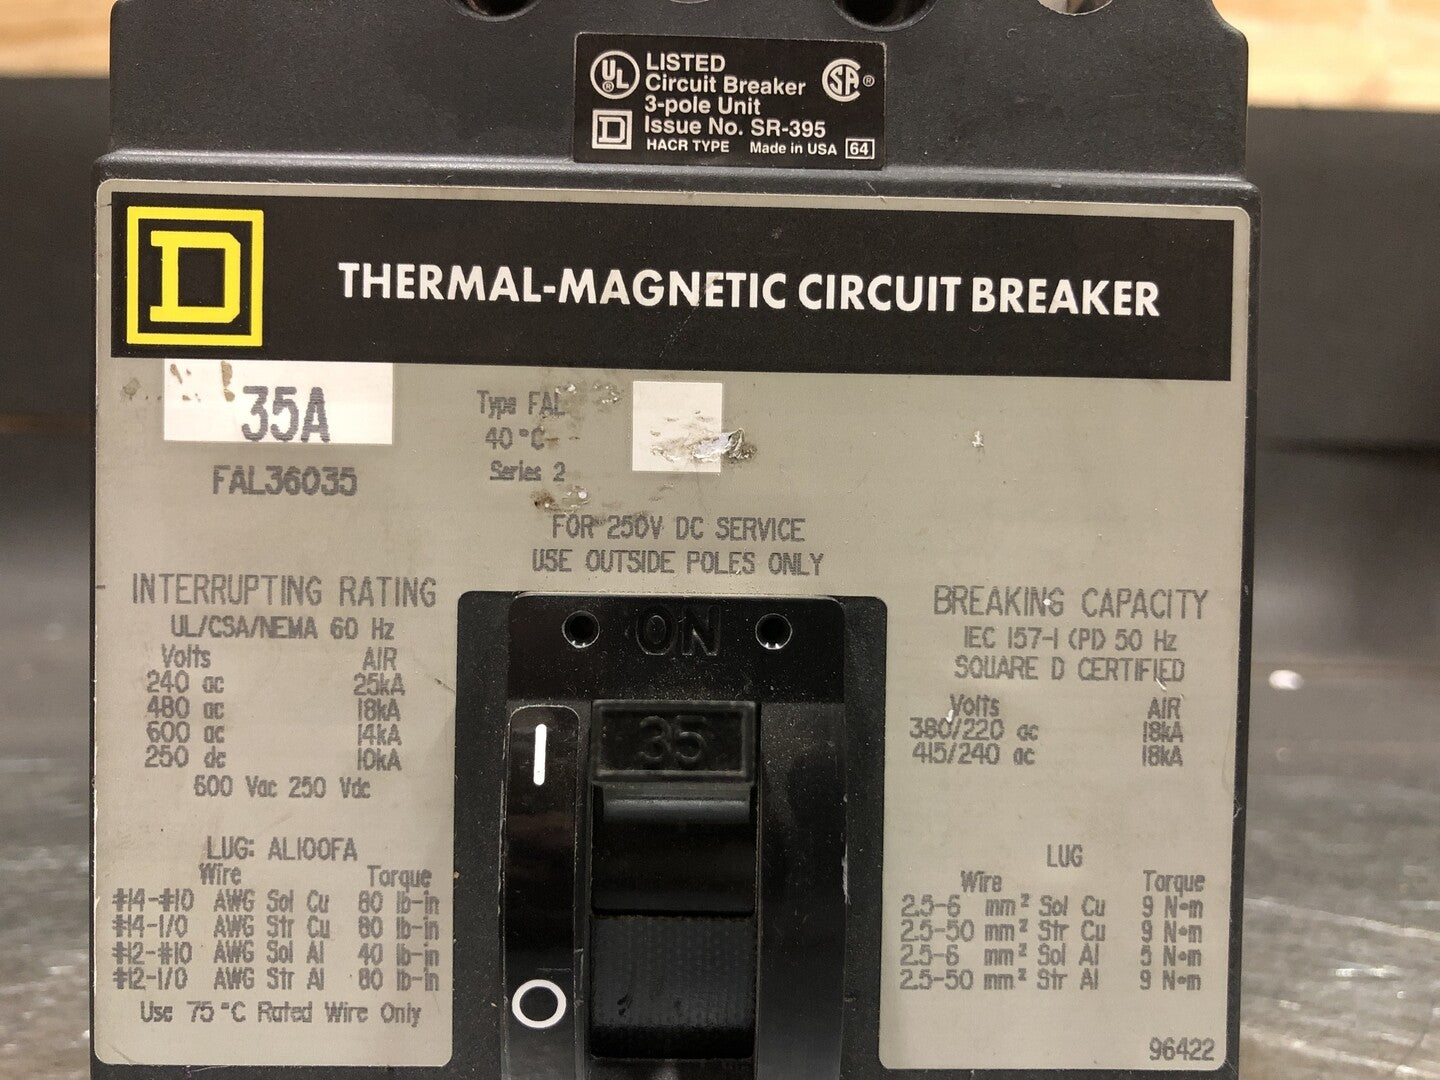 UL LISTED SA
Circuit Breaker
3-pole Unit
D Issue No. SR-395
HACR TYPE Made in USA 64
D THERMAL-MAGNETIC CIRCUIT BREAKER
35A
FAL36035
Type FAL
40°C
Series 2
FOR 250V DC SERVICE
USE OUTSIDE POLES ONLY
INTERRUPTING RATING
UL/CSA/NEMA 60 Hz
Volts AIR
240 ac 25kA
480 ac 18kA
600 ac 14kA
250 dc 10kA
600 Vac 250 Vdc
LUG: AL100FA
Wire Torque
#14-#10 AWG Sol Cu 80 lb-in
#14-1/0 AWG Str Cu 80 lb-in
#12-#10 AWG Sol Al 40 lb-in
#12-1/0 AWG Str Al 80 lb-in
Use 75°C Rated Wire Only
ON
35
I
O
BREAKING CAPACITY
IEC 157-1 (P1) 50 Hz
SQUARE D CERTIFIED
Volts AIR
380/220 ac 18kA
415/240 ac 18kA
LUG
Wire Torque
2.5-6 mm² Sol Cu 9 N•m
2.5-50 mm² Str Cu 9 N•m
2.5-6 mm² Sol Al 5 N•m
2.5-50 mm² Str Al 9 N•m
96422